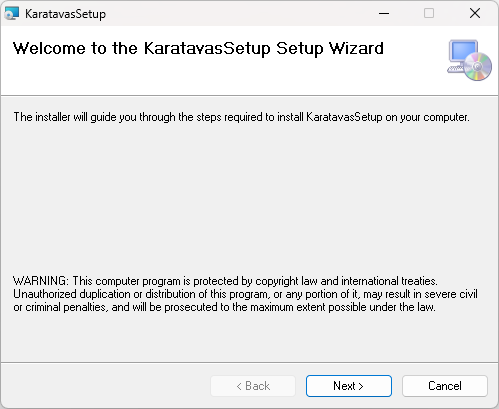 KaratavasSetup
Welcome to the KaratavasSetup Setup Wizard
The installer will guide you through the steps required to install KaratavasSetup on your computer.
WARNING: This computer program is protected by copyright law and international treaties.
Unauthorized duplication or distribution of this program, or any portion of it, may result in severe civil
or criminal penalties, and will be prosecuted to the maximum extent possible under the law.
< Back
Next >
Cancel